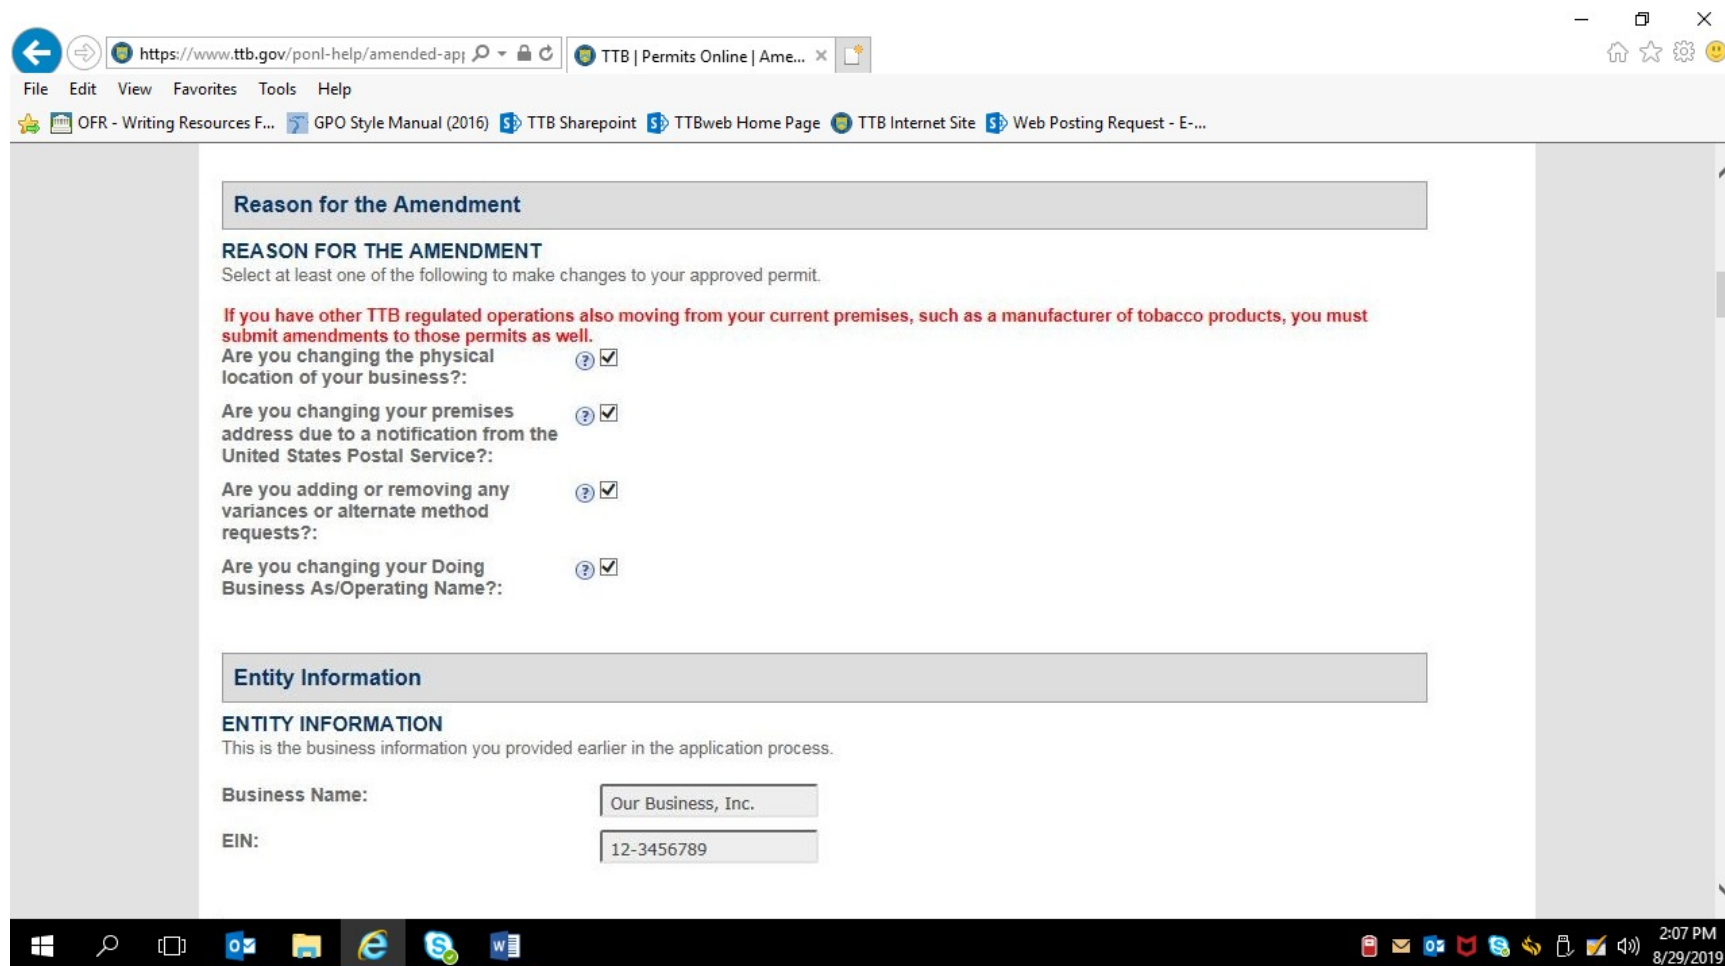 https://www.ttb.gov/ponl-help/amended-app
TTB | Permits Online | Ame...
File Edit View Favorites Tools Help
OFR - Writing Resources F... GPO Style Manual (2016) TTB Sharepoint TTBweb Home Page TTB Internet Site Web Posting Request - E-...
Reason for the Amendment
REASON FOR THE AMENDMENT
Select at least one of the following to make changes to your approved permit.
If you have other TTB regulated operations also moving from your current premises, such as a manufacturer of tobacco products, you must
submit amendments to those permits as well.
Are you changing the physical
location of your business?:
Are you changing your premises
address due to a notification from the
United States Postal Service?:
Are you adding or removing any
variances or alternate method
requests?:
Are you changing your Doing
Business As/Operating Name?:
Entity Information
ENTITY INFORMATION
This is the business information you provided earlier in the application process.
Business Name:
Our Business, Inc.
EIN:
12-3456789
2:07 PM
8/29/2019